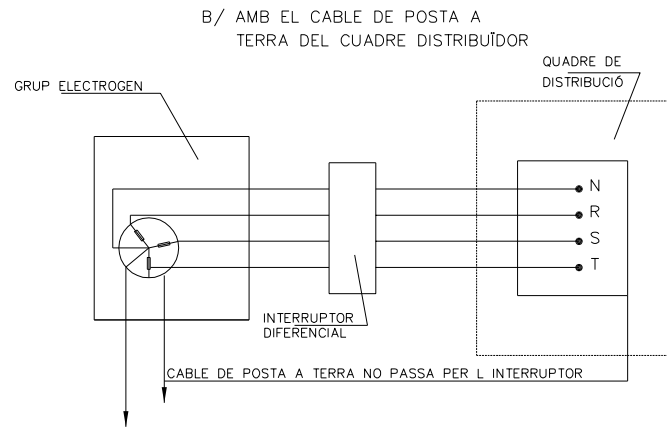 B/ AMB EL CABLE DE POSTA A
TERRA DEL CUADRE DISTRIBUÏDOR
QUADRE DE
DISTRIBUCIÓ
GRUP ELECTROGEN
N
R
S
T
INTERRUPTOR
DIFERENCIAL
CABLE DE POSTA A TERRA NO PASSA PER L INTERRUPTOR